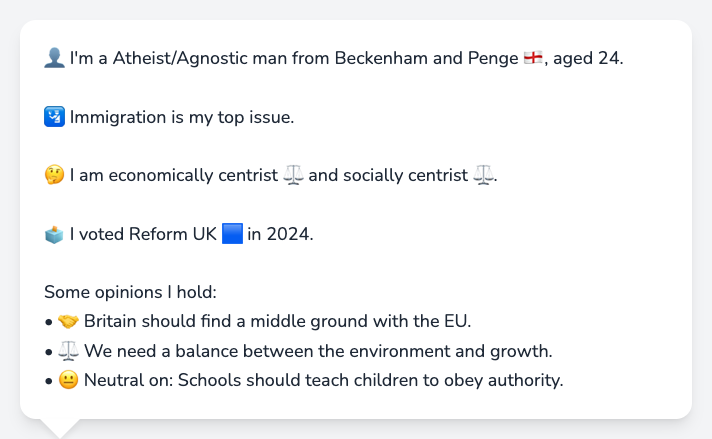 👤 I'm a Atheist/Agnostic man from Beckenham and Penge 🏴󠁧󠁢󠁥󠁮󠁧󠁿, aged 24.
🛂 Immigration is my top issue.
🤔 I am economically centrist ⚖️ and socially centrist ⚖️.
🗳️ I voted Reform UK 🟦 in 2024.
Some opinions I hold:
• 🤝 Britain should find a middle ground with the EU.
• ⚖️ We need a balance between the environment and growth.
• 😐 Neutral on: Schools should teach children to obey authority.